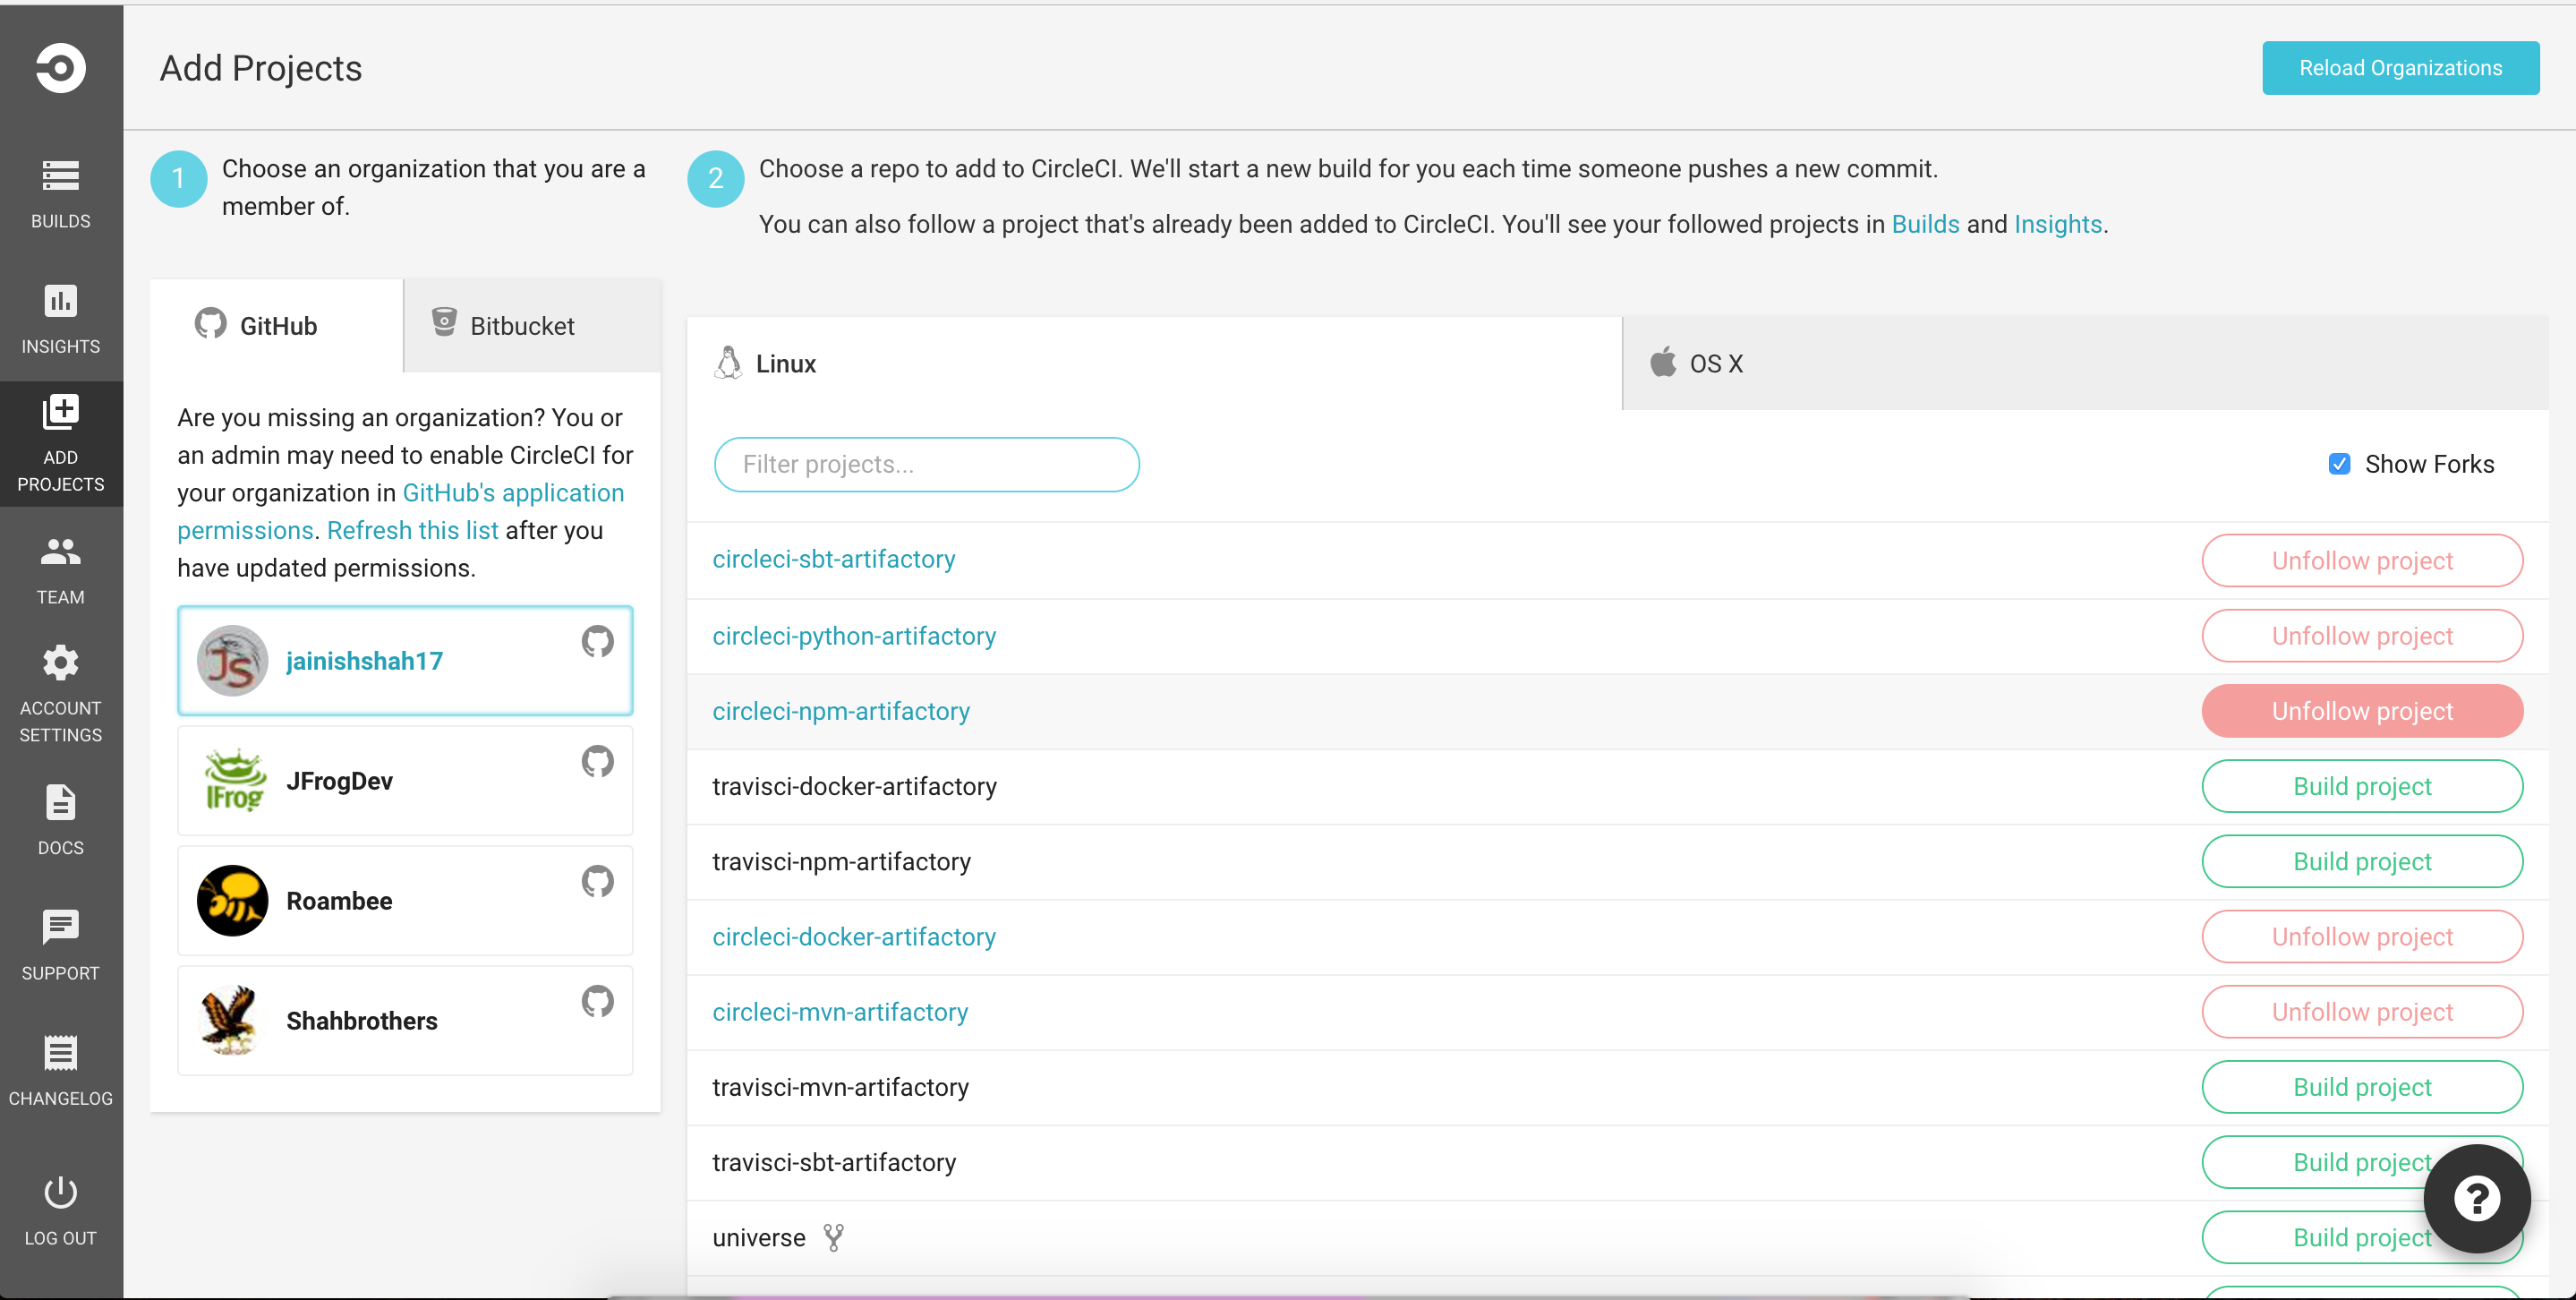 Add Projects
Reload Organizations
BUILDS
INSIGHTS
ADD
PROJECTS
TEAM
ACCOUNT
SETTINGS
DOCS
SUPPORT
CHANGELOG
LOG OUT
1
Choose an organization that you are a
member of.
GitHub
Bitbucket
Are you missing an organization? You or
an admin may need to enable CircleCI for
your organization in GitHub's application
permissions. Refresh this list after you
have updated permissions.
JS
jainishshah17
JFrog
JFrogDev
Roambee
Shahbrothers
2
Choose a repo to add to CircleCI. We'll start a new build for you each time someone pushes a new commit.
You can also follow a project that's already been added to CircleCI. You'll see your followed projects in Builds and Insights.
Linux
OS X
Filter projects...
Show Forks
circleci-sbt-artifactory
Unfollow project
circleci-python-artifactory
Unfollow project
circleci-npm-artifactory
Unfollow project
travisci-docker-artifactory
Build project
travisci-npm-artifactory
Build project
circleci-docker-artifactory
Unfollow project
circleci-mvn-artifactory
Unfollow project
travisci-mvn-artifactory
Build project
travisci-sbt-artifactory
Build project
universe
Build project
?